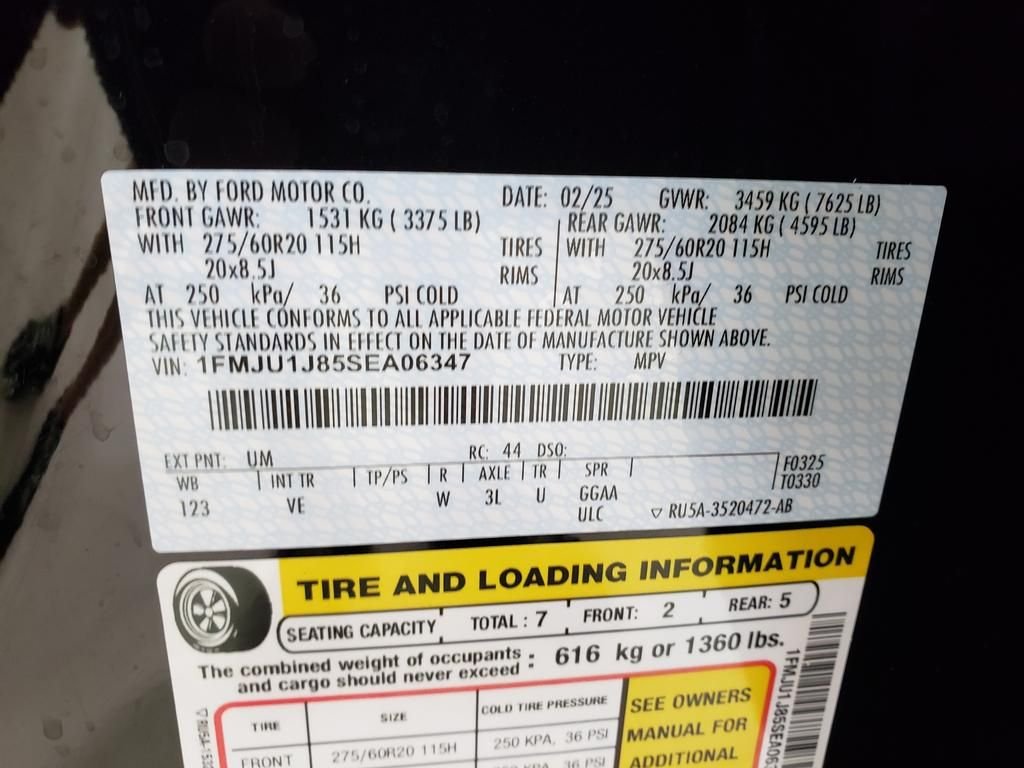 MFD. BY FORD MOTOR CO. DATE: 02/25 GVWR: 3459 KG ( 7625 LB)
FRONT GAWR: 1531 KG ( 3375 LB) REAR GAWR: 2084 KG ( 4595 LB)
WITH 275/60R20 115H TIRES WITH 275/60R20 115H TIRES
20x8.5J RIMS 20x8.5J RIMS
AT 250 kPa/ 36 PSI COLD AT 250 kPa/ 36 PSI COLD
THIS VEHICLE CONFORMS TO ALL APPLICABLE FEDERAL MOTOR VEHICLE
SAFETY STANDARDS IN EFFECT ON THE DATE OF MANUFACTURE SHOWN ABOVE.
VIN: 1FMJU1J85SEA06347 TYPE: MPV
EXT PNT: UM RC: 44 DSO:
WB INT TR TP/PS R AXLE TR SPR F0325
123 VE W 3L U GGAA T0330
ULC RU5A-3520472-AB
TIRE AND LOADING INFORMATION
SEATING CAPACITY TOTAL : 7 FRONT: 2 REAR: 5
The combined weight of occupants
and cargo should never exceed : 616 kg or 1360 lbs.
TIRE SIZE COLD TIRE PRESSURE SEE OWNERS
FRONT 275/60R20 115H 250 KPA, 36 PSI MANUAL FOR
36 PSI ADDITIONAL